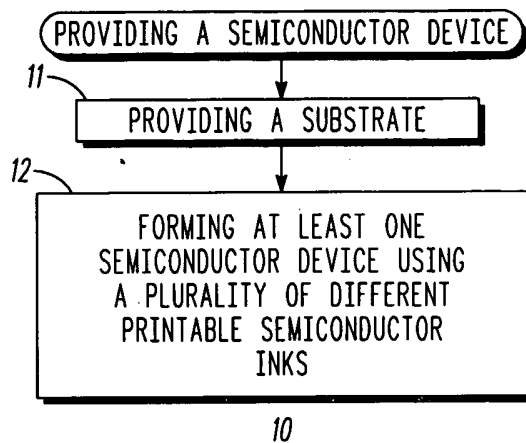 PROVIDING A SEMICONDUCTOR DEVICE
11
PROVIDING A SUBSTRATE
12
FORMING AT LEAST ONE
SEMICONDUCTOR DEVICE USING
A PLURALITY OF DIFFERENT
PRINTABLE SEMICONDUCTOR
INKS
10